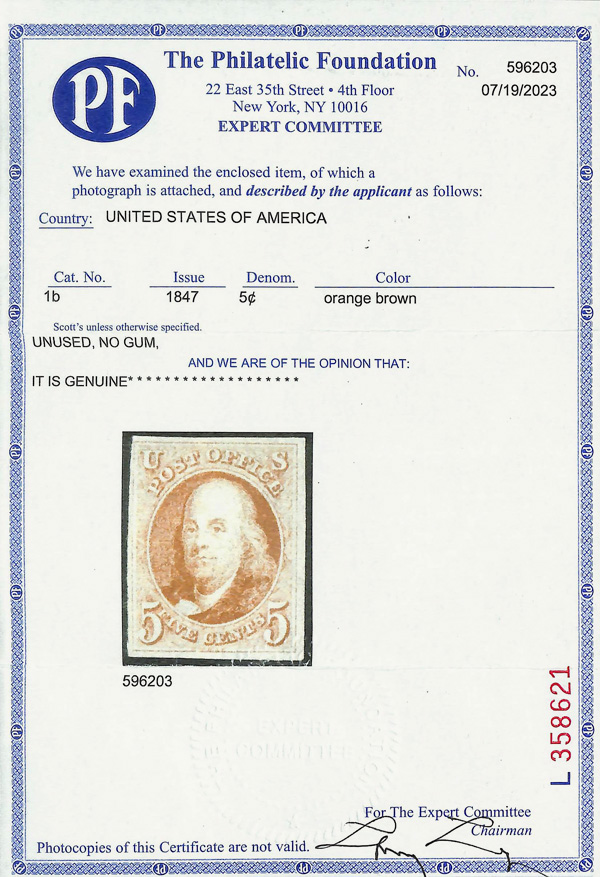 PF
The Philatelic Foundation
No. 596203
22 East 35th Street • 4th Floor
07/19/2023
New York, NY 10016
EXPERT COMMITTEE
We have examined the enclosed item, of which a
photograph is attached, and described by the applicant as follows:
Country: UNITED STATES OF AMERICA
Cat. No. Issue Denom. Color
1b 1847 5¢ orange brown
Scott's unless otherwise specified.
UNUSED, NO GUM,
AND WE ARE OF THE OPINION THAT:
IT IS GENUINE* * * * * * * * * * * * * * * * * * * *
U S
POST OFFICE
5 FIVE CENTS 5
596203
EXPERT
COMMITTEE
L 358621
For The Expert Committee
Chairman
Photocopies of this Certificate are not valid.